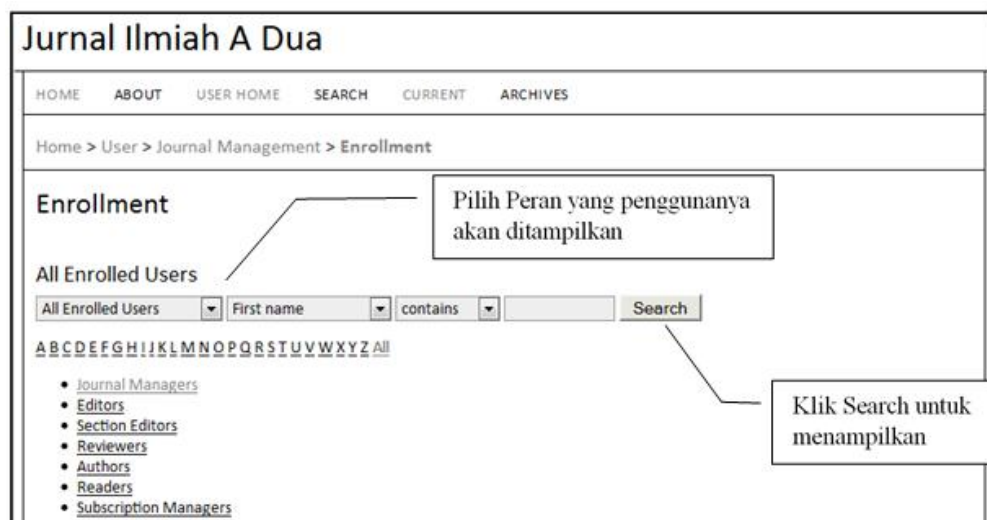 Jurnal Ilmiah A Dua
HOME ABOUT USER HOME SEARCH CURRENT ARCHIVES
Home > User > Journal Management > Enrollment
Enrollment
Pilih Peran yang penggunanya
akan ditampilkan
All Enrolled Users
All Enrolled Users First name contains Search
A B C D E F G H I J K L M N O P Q R S T U V W X Y Z All
Journal Managers
Editors
Section Editors
Reviewers
Authors
Readers
Subscription Managers
Klik Search untuk
menampilkan